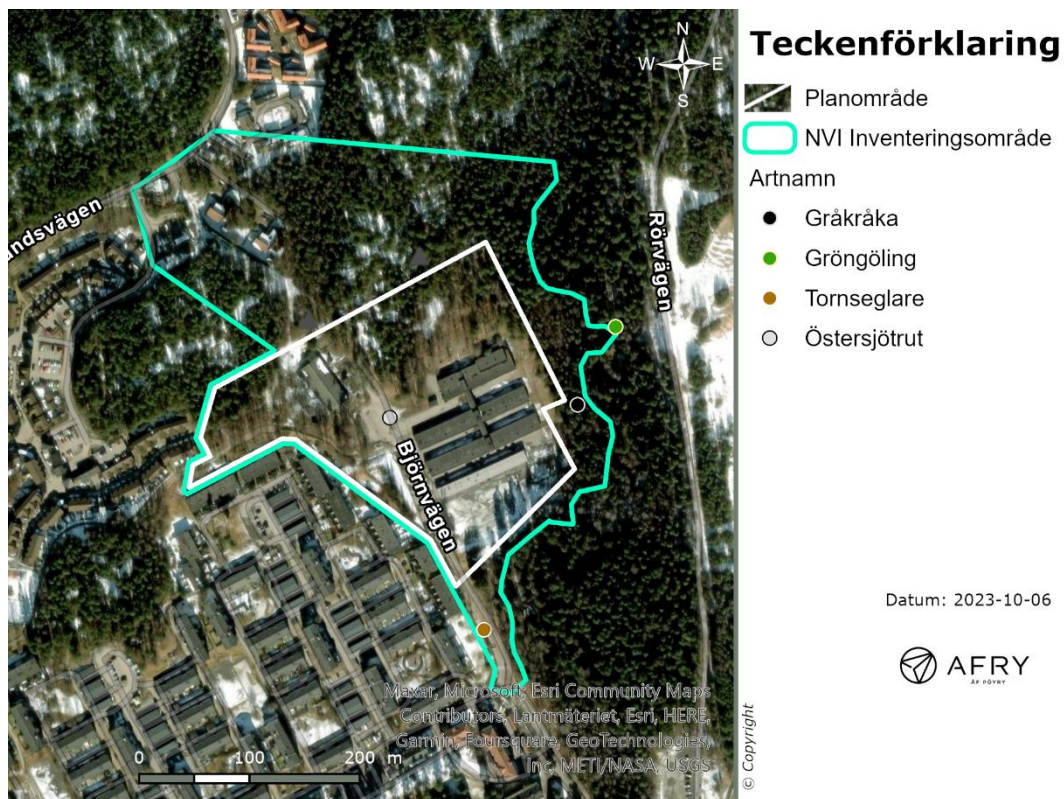 N
W E
S
andsvägen
Rörvägen
Björnvägen
Maxar, Microsoft, Esri Community Maps
Contributors, Lantmäteriet, Esri, HERE,
Garmin, Foursquare, GeoTechnologies,
Inc, METI/NASA, USGS
0 100 200 m
Teckenförklaring
Planområde
NVI Inventeringsområde
Artnamn
Gråkråka
Gröngöling
Tornseglare
Östersjötrut
Datum: 2023-10-06
AFRY
ÅF PÖYRY
© Copyright